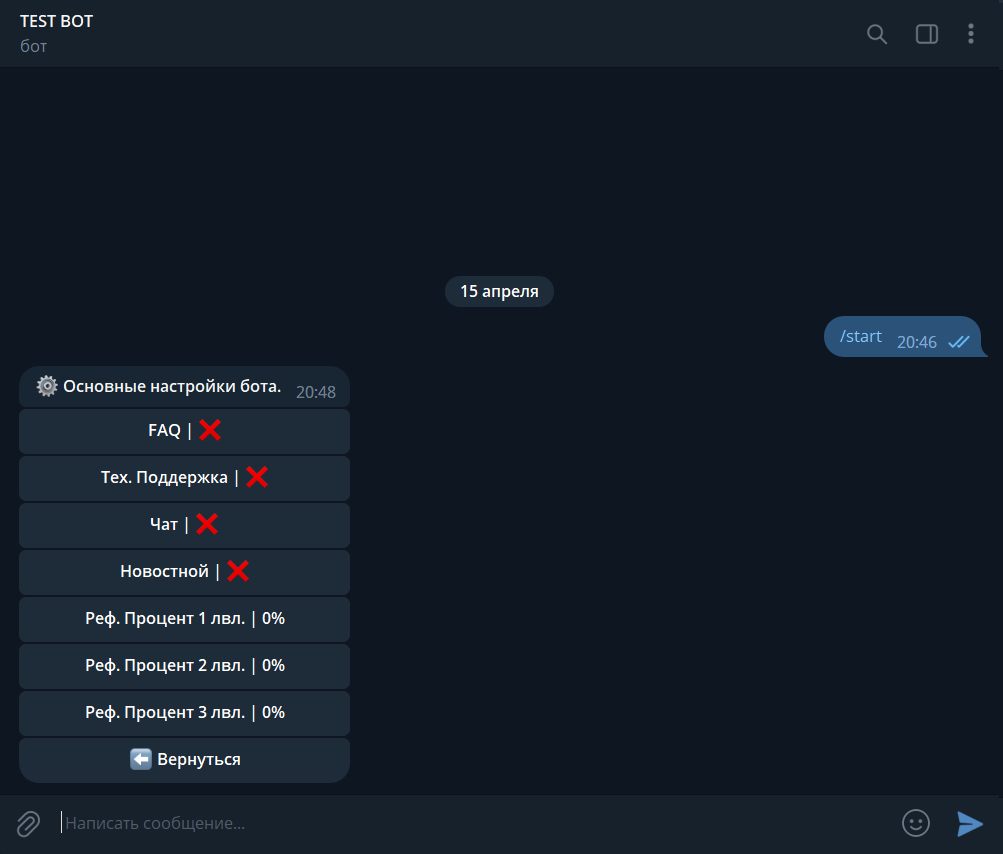 TEST BOT
бот
15 апреля
/start 20:46
⚙️ Основные настройки бота. 20:48
FAQ | ❌
Тех. Поддержка | ❌
Чат | ❌
Новостной | ❌
Реф. Процент 1 лвл. | 0%
Реф. Процент 2 лвл. | 0%
Реф. Процент 3 лвл. | 0%
⬅️ Вернуться
Написать сообщение...